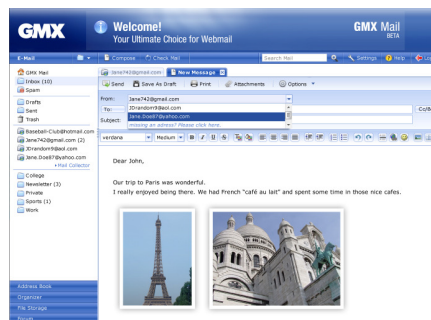 GMX
Welcome!
Your Ultimate Choice for Webmail
GMX Mail
BETA
E-Mail
Compose
Check Mail
Search Mail
Settings
Help
GMX Mail
Inbox (10)
Spam
Drafts
Sent
Trash
Baseball-Club@hotmail.com
Jane742@gmail.com (2)
JDrandom9@aol.com
Jane.Doe87@yahoo.com
Mail Collector
College
Newsletter (3)
Private
Sports (1)
Work
Address Book
Organizer
File Storage
Forum
Jane742@gmail.com
New Message
Send
Save As Draft
Print
Attachments
Options
From:
Jane742@gmail.com
To:
JDrandom9@aol.com
Jane.Doe87@yahoo.com
Subject:
missing an adress? Please click here.
verdana
Medium
B I U S
Dear John,
Our trip to Paris was wonderful.
I really enjoyed being there. We had French "café au lait" and spent some time in those nice cafes.